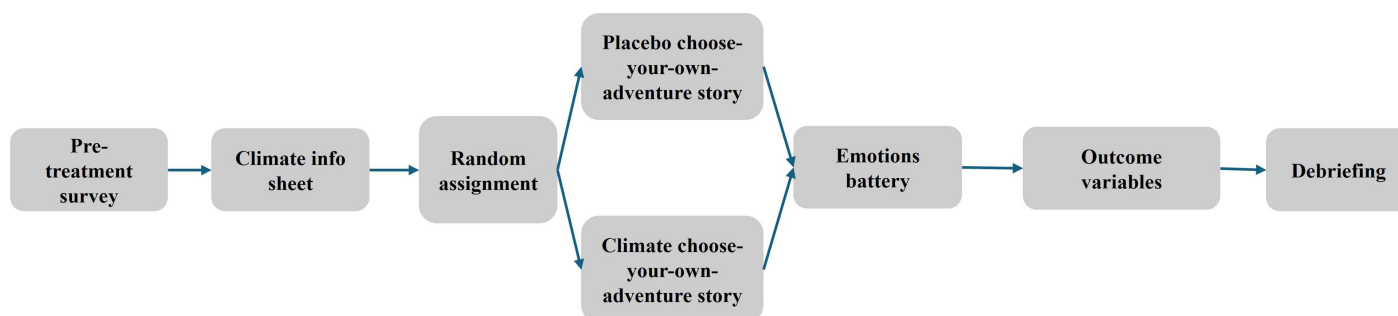 Pre-
treatment
survey
Climate info
sheet
Random
assignment
Placebo choose-
your-own-
adventure story
Climate choose-
your-own-
adventure story
Emotions
battery
Outcome
variables
Debriefing